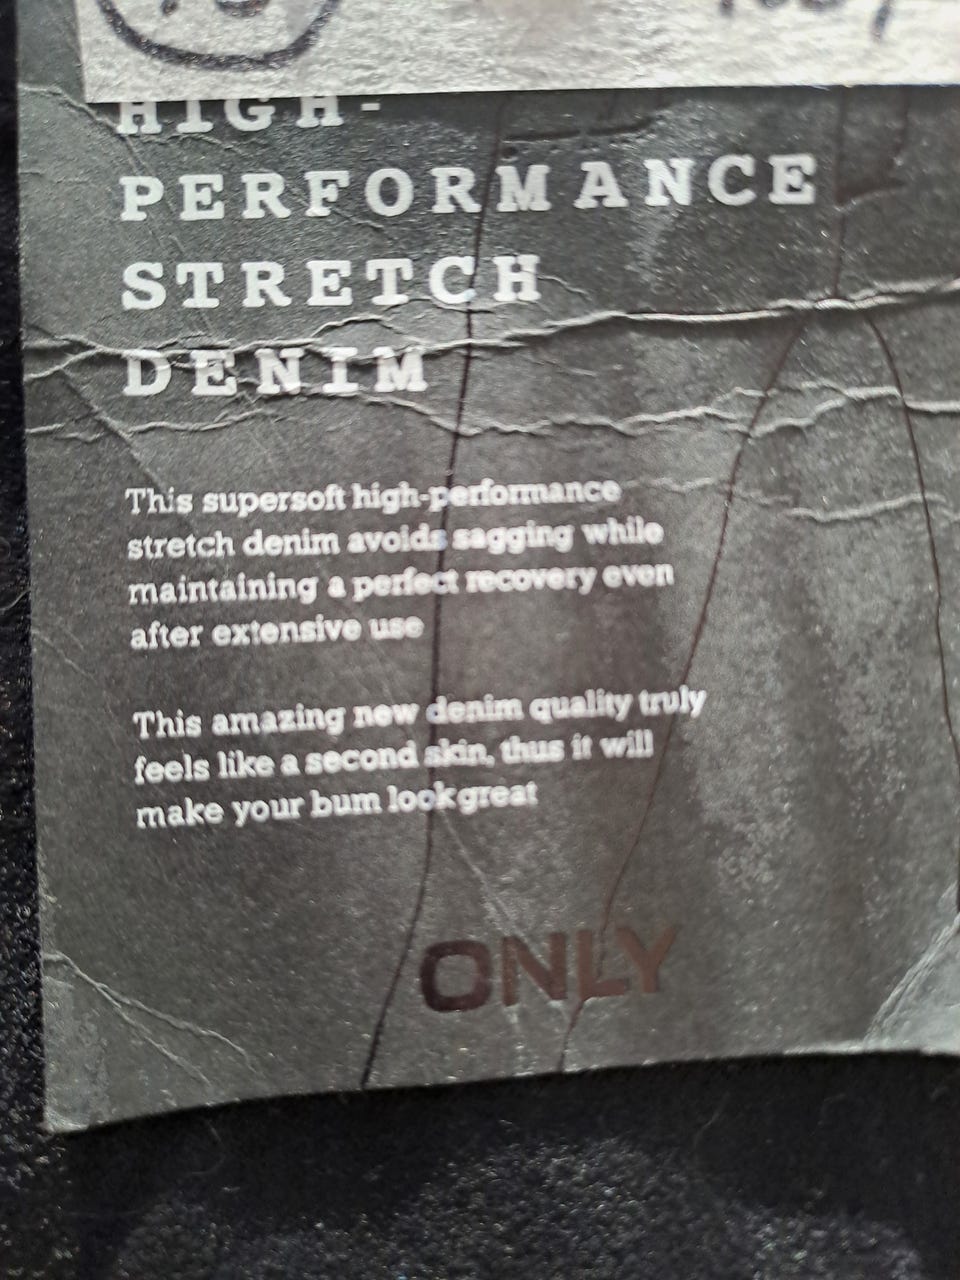 HIGH-
PERFORMANCE
STRETCH
DENIM
This supersoft high-performance
stretch denim avoids sagging while
maintaining a perfect recovery even
after extensive use
This amazing new denim quality truly
feels like a second skin, thus it will
make your bum look great
ONLY